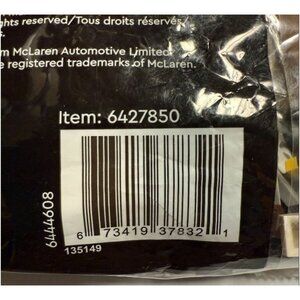 ights reserved/Tous droits réservés
s.
m McLaren Automotive Limited
e registered trademarks of McLaren.
Item: 6427850
6444608
6 73419 37832 1
135149